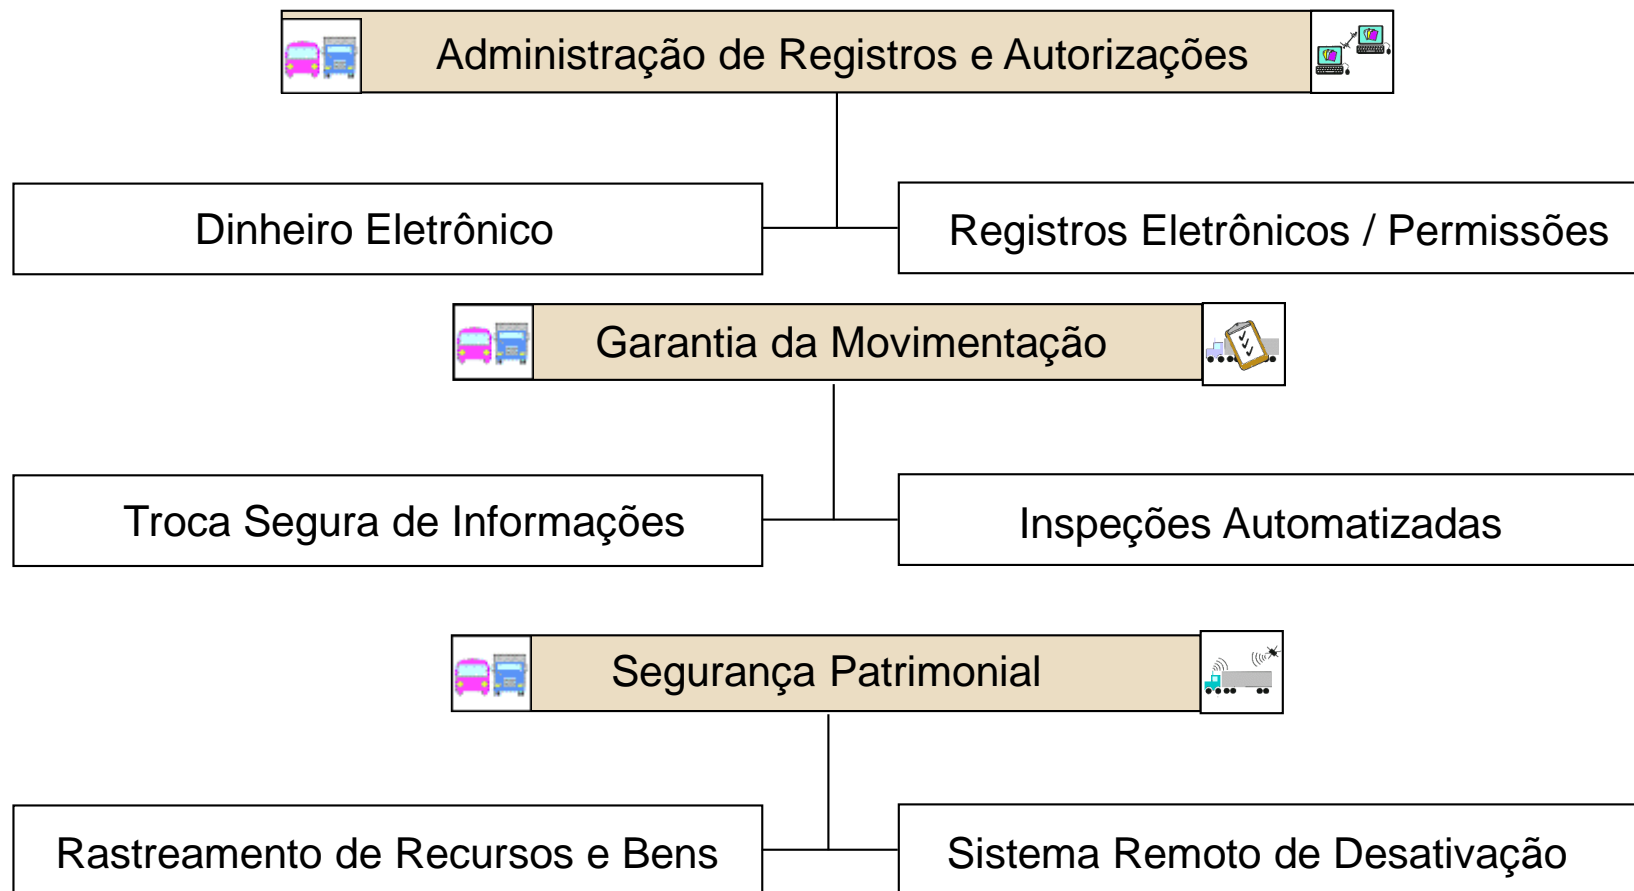 Administração de Registros e Autorizações
Dinheiro Eletrônico
Registros Eletrônicos / Permissões
Garantia da Movimentação
Troca Segura de Informações
Inspeções Automatizadas
Segurança Patrimonial
Rastreamento de Recursos e Bens
Sistema Remoto de Desativação